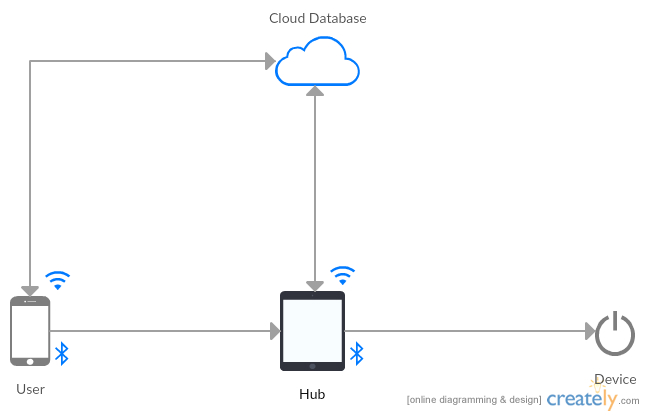 Cloud Database
User
Hub
Device
[online diagramming & design] creately.com